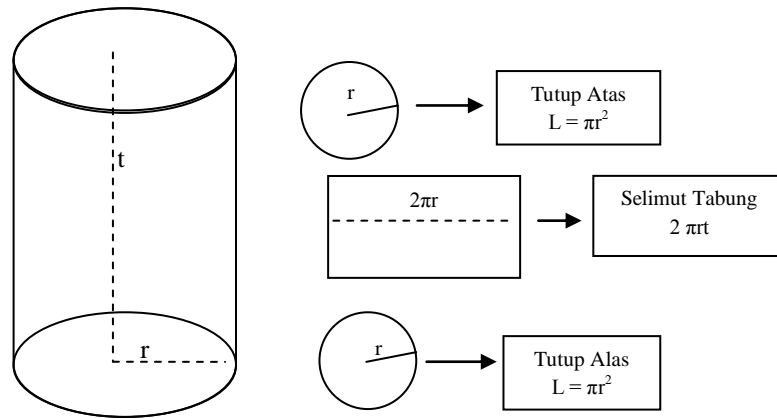 t
r
r
Tutup Atas
L = πr²
2πr
Selimut Tabung
2 πrt
r
Tutup Alas
L = πr²